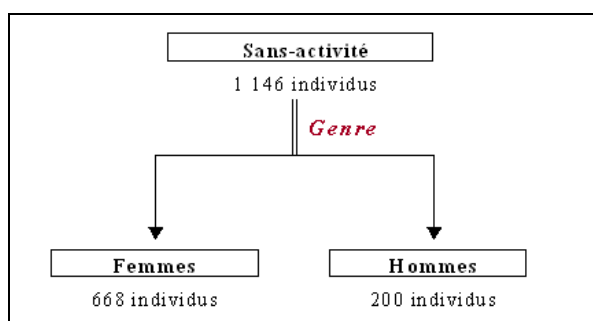 Sans-activité
1 146 individus
Genre
Femmes
Hommes
668 individus
200 individus